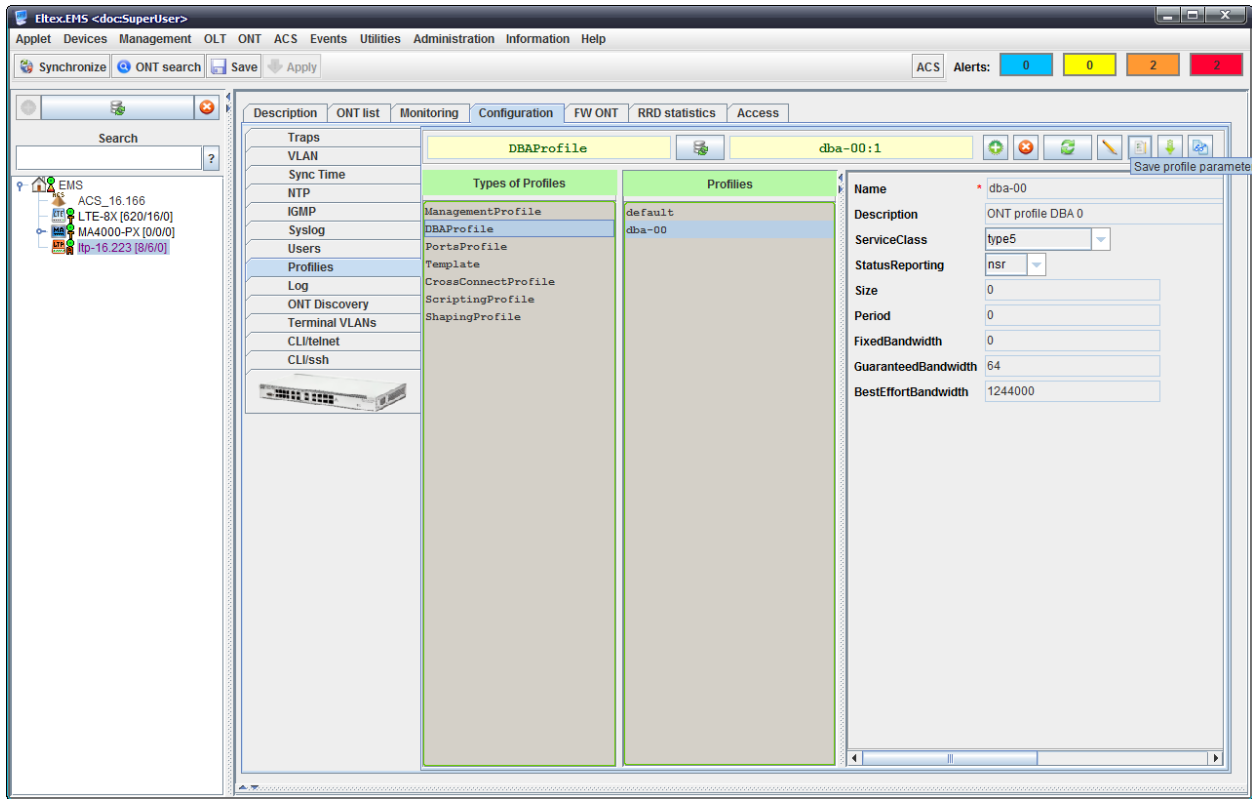 Eltex.EMS <doc:SuperUser>
Applet Devices Management OLT ONT ACS Events Utilities Administration Information Help
Synchronize ONT search Save Apply ACS Alerts: 0 0 2 2
Search
?
EMS
ACS_16.166
LTE-8X [620/16/0]
MA4000-PX [0/0/0]
ltp-16.223 [8/6/0]
Description ONT list Monitoring Configuration FW ONT RRD statistics Access
Traps
VLAN
Sync Time
NTP
IGMP
Syslog
Users
Profilies
Log
ONT Discovery
Terminal VLANs
CLI/telnet
CLI/ssh
DBAProfile dba-00:1
Save profile paramete
Types of Profiles
ManagementProfile
DBAProfile
PortsProfile
Template
CrossConnectProfile
ScriptingProfile
ShapingProfile
Profilies
default
dba-00
Name * dba-00
Description ONT profile DBA 0
ServiceClass type5
StatusReporting nsr
Size 0
Period 0
FixedBandwidth 0
GuaranteedBandwidth 64
BestEffortBandwidth 1244000